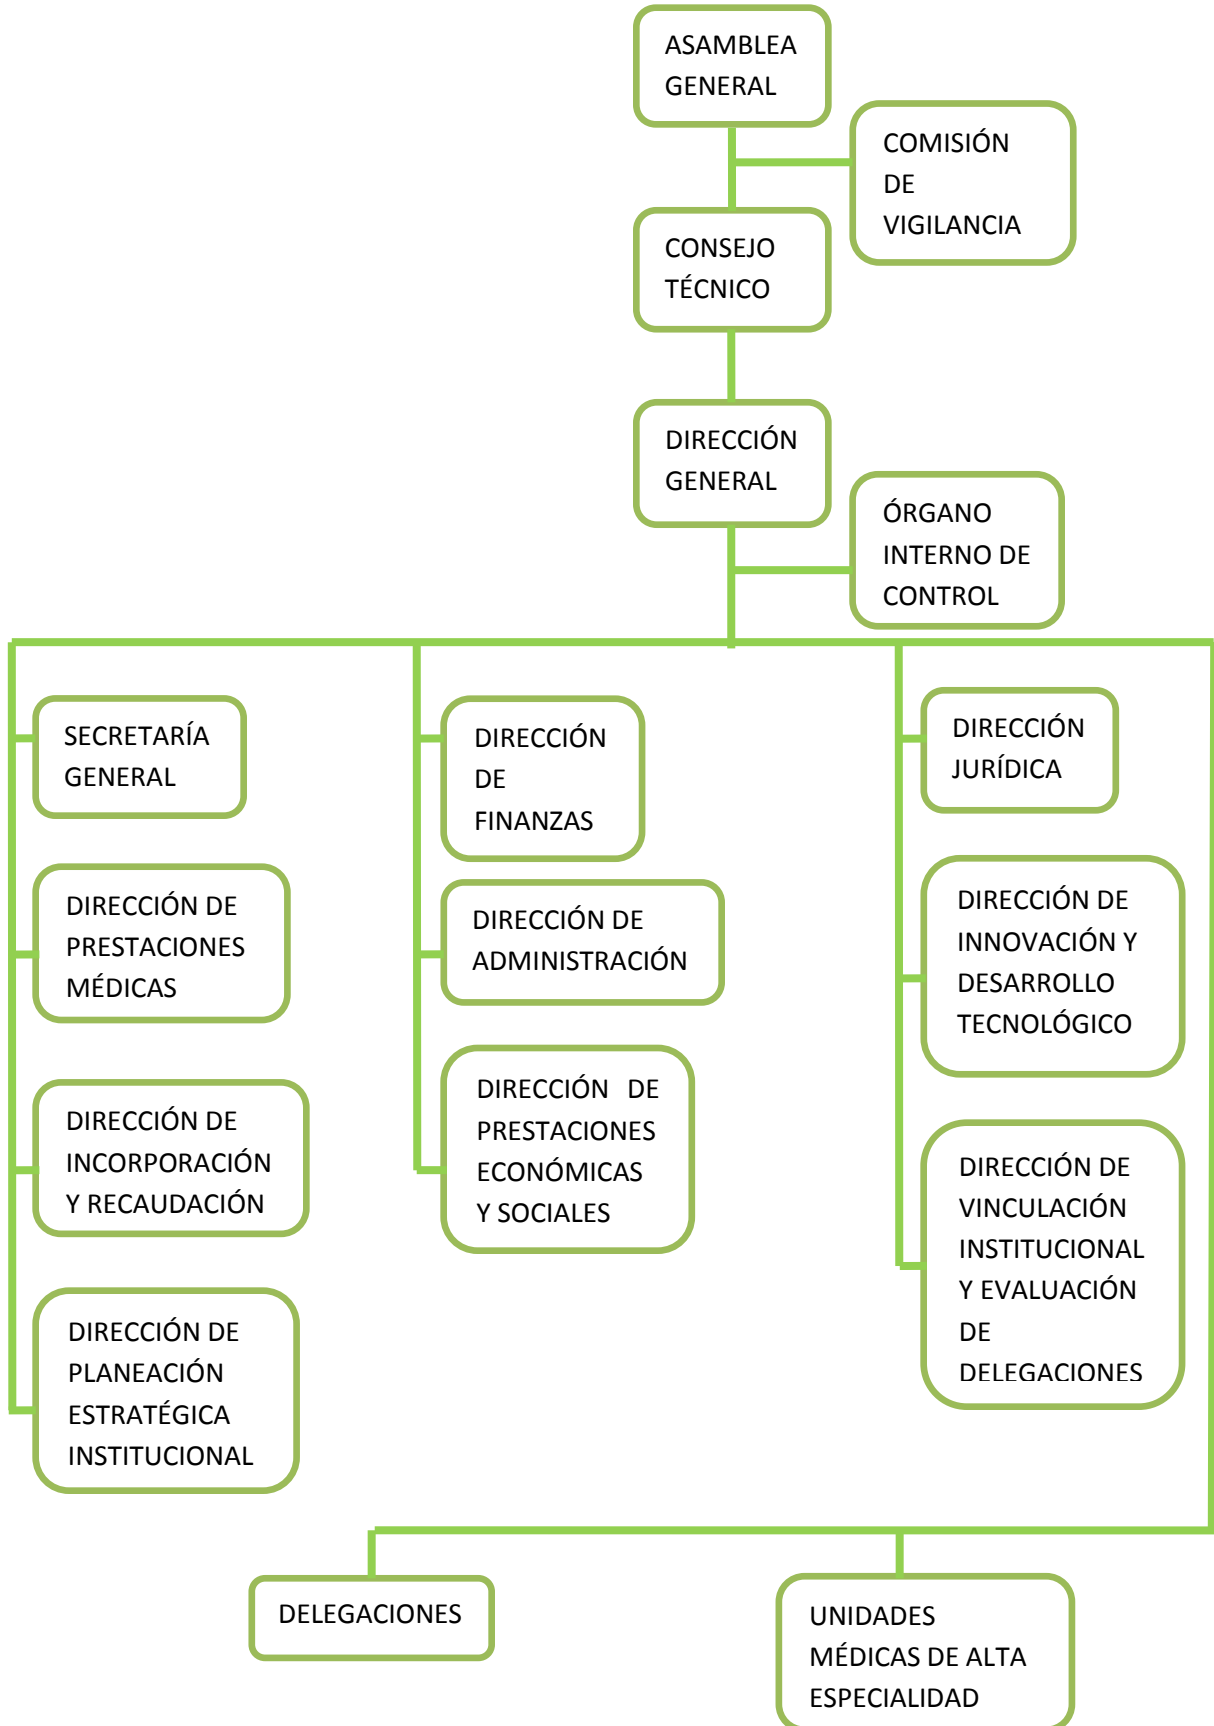 ASAMBLEA
GENERAL
COMISIÓN
DE
VIGILANCIA
CONSEJO
TÉCNICO
DIRECCIÓN
GENERAL
ÓRGANO
INTERNO DE
CONTROL
SECRETARÍA
GENERAL
DIRECCIÓN DE
PRESTACIONES
MÉDICAS
DIRECCIÓN DE
INCORPORACIÓN
Y RECAUDACIÓN
DIRECCIÓN DE
PLANEACIÓN
ESTRATÉGICA
INSTITUCIONAL
DIRECCIÓN
DE
FINANZAS
DIRECCIÓN DE
ADMINISTRACIÓN
DIRECCIÓN DE
PRESTACIONES
ECONÓMICAS
Y SOCIALES
DIRECCIÓN
JURÍDICA
DIRECCIÓN DE
INNOVACIÓN Y
DESARROLLO
TECNOLÓGICO
DIRECCIÓN DE
VINCULACIÓN
INSTITUCIONAL
Y EVALUACIÓN
DE
DELEGACIONES
DELEGACIONES
UNIDADES
MÉDICAS DE ALTA
ESPECIALIDAD